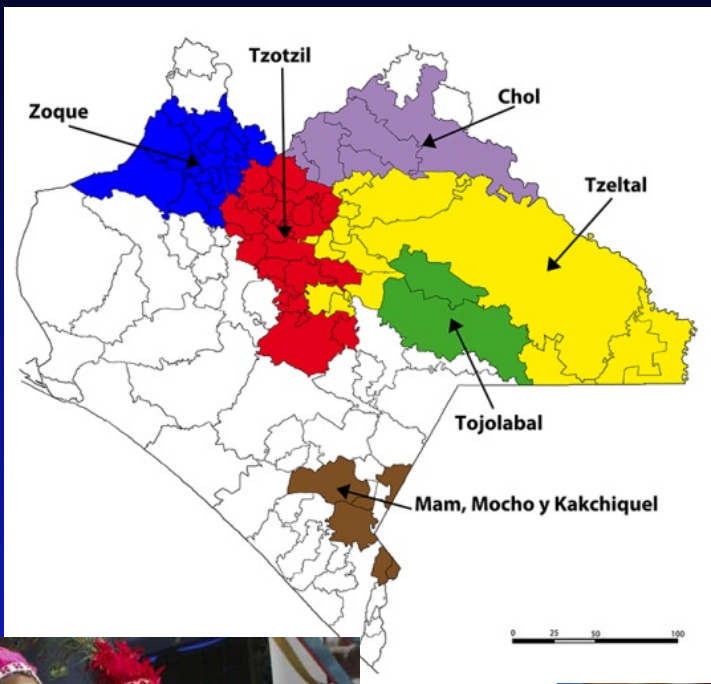 Tzotzil
Chol
Zoque
Tzeltal
Tojolabal
Mam, Mocho y Kakchiquel
0 25 50 100